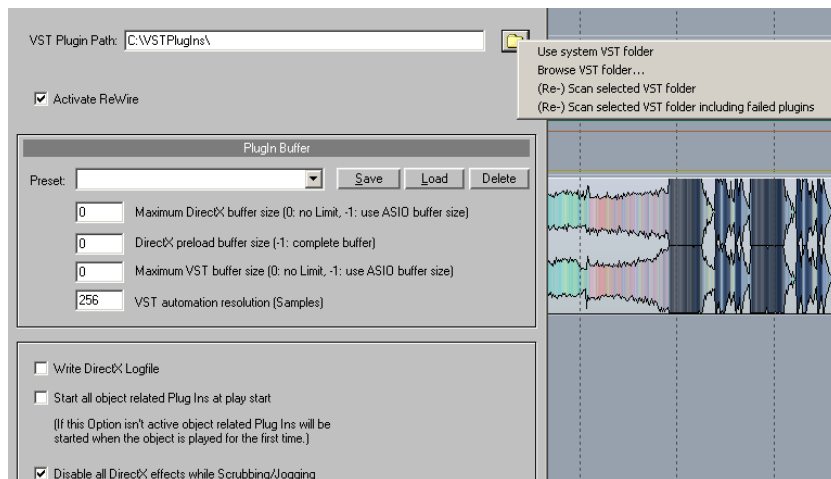 VST Plugin Path: C:\VSTPlugIns\
Use system VST folder
Browse VST folder...
(Re-) Scan selected VST folder
(Re-) Scan selected VST folder including failed plugins
Activate ReWire
PlugIn Buffer
Preset: Save Load Delete
0 Maximum DirectX buffer size (0: no Limit, -1: use ASIO buffer size)
0 DirectX preload buffer size (-1: complete buffer)
0 Maximum VST buffer size (0: no Limit, -1: use ASIO buffer size)
256 VST automation resolution (Samples)
Write DirectX Logfile
Start all object related Plug Ins at play start
(If this Option isn't active object related Plug Ins will be
started when the object is played for the first time.)
Disable all DirectX effects while Scrubbing/Jogging